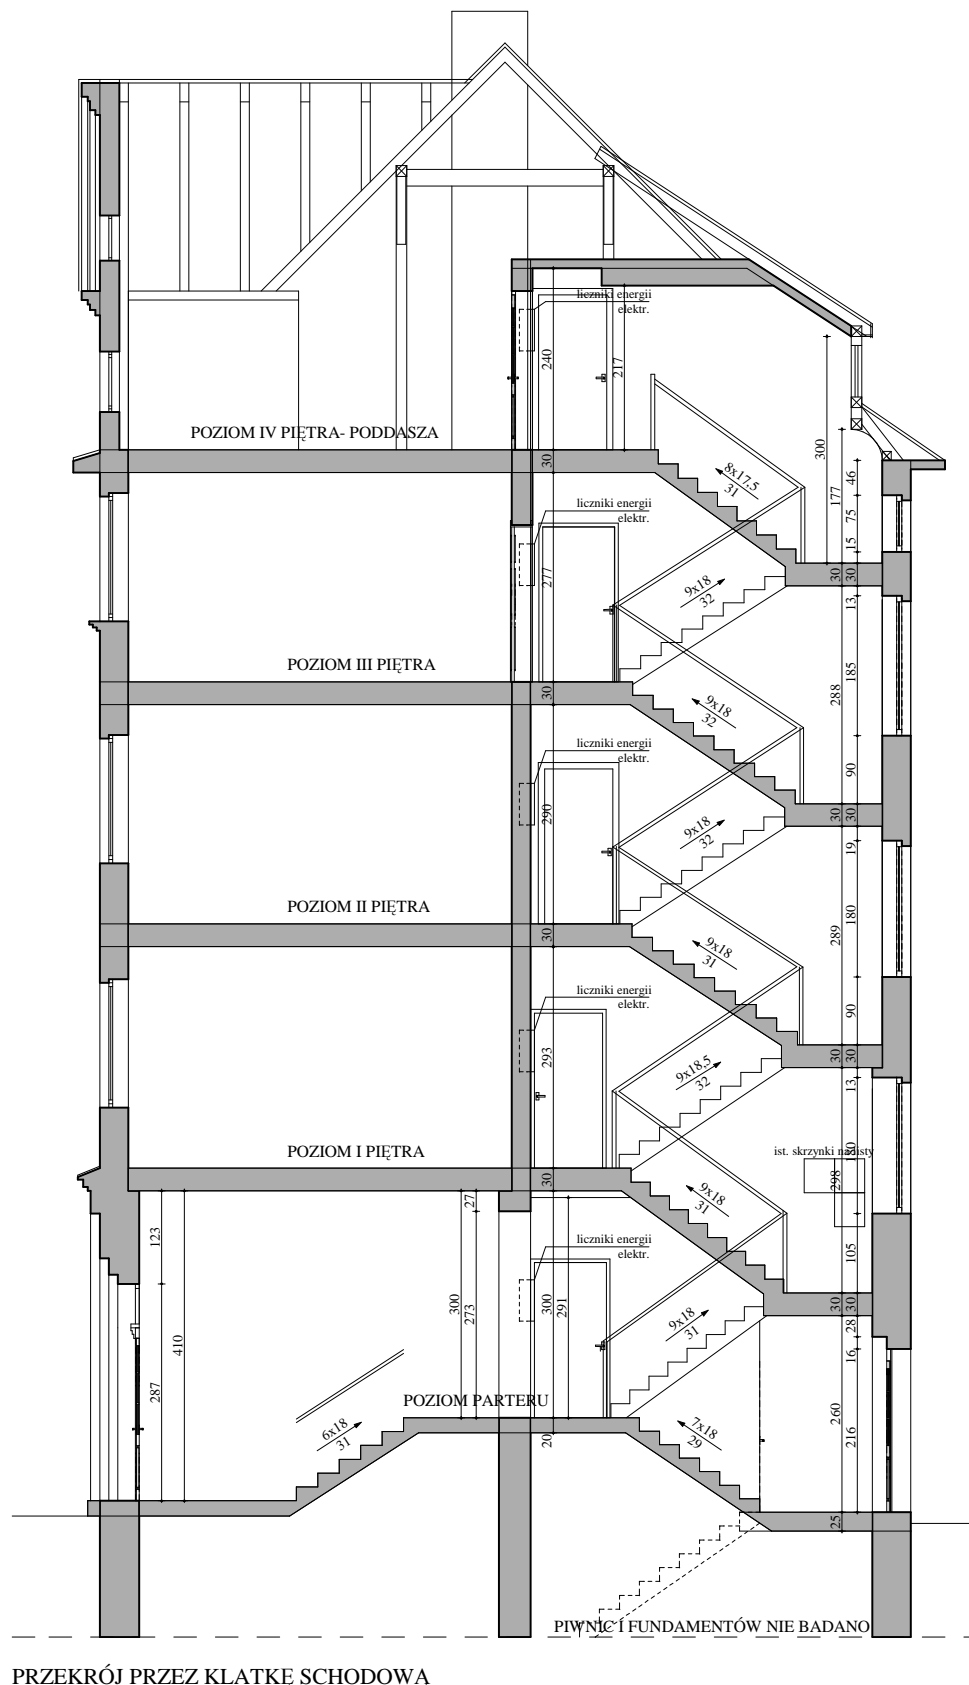 liczniki energii
elektr.
240
217
POZIOM IV PIĘTRA- PODDASZA
30
8x17,5
31
300
177
46
75
15
liczniki energii
elektr.
277
9x18
32
30
30
13
POZIOM III PIĘTRA
30
9x18
32
288
185
liczniki energii
elektr.
290
90
9x18
32
30
30
19
POZIOM II PIĘTRA
30
9x18
31
289
180
liczniki energii
elektr.
293
90
9x18,5
32
30
30
13
POZIOM I PIĘTRA
ist. skrzynki na listy
180
298
30
9x18
31
27
123
105
liczniki energii
elektr.
300
273
300
291
410
287
9x18
31
30
30
28
16
POZIOM PARTERU
6x18
31
20
7x18
29
260
216
25
PIWNIC I FUNDAMENTÓW NIE BADANO
PRZEKRÓJ PRZEZ KLATKĘ SCHODOWĄ